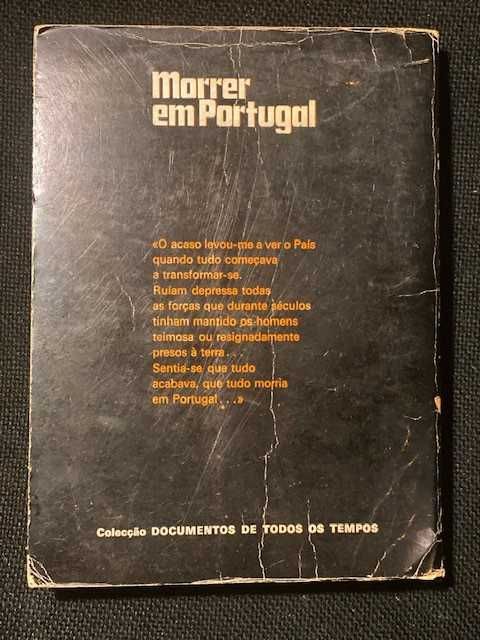 Morrer
em Portugal
«O acaso levou-me a ver o País
quando tudo começava
a transformar-se.
Ruíam depressa todas
as forças que durante séculos
tinham mantido os homens
teimosa ou resignadamente
presos à terra...
Sentia-se que tudo
acabava, que tudo morria
em Portugal...»
Colecção DOCUMENTOS DE TODOS OS TEMPOS